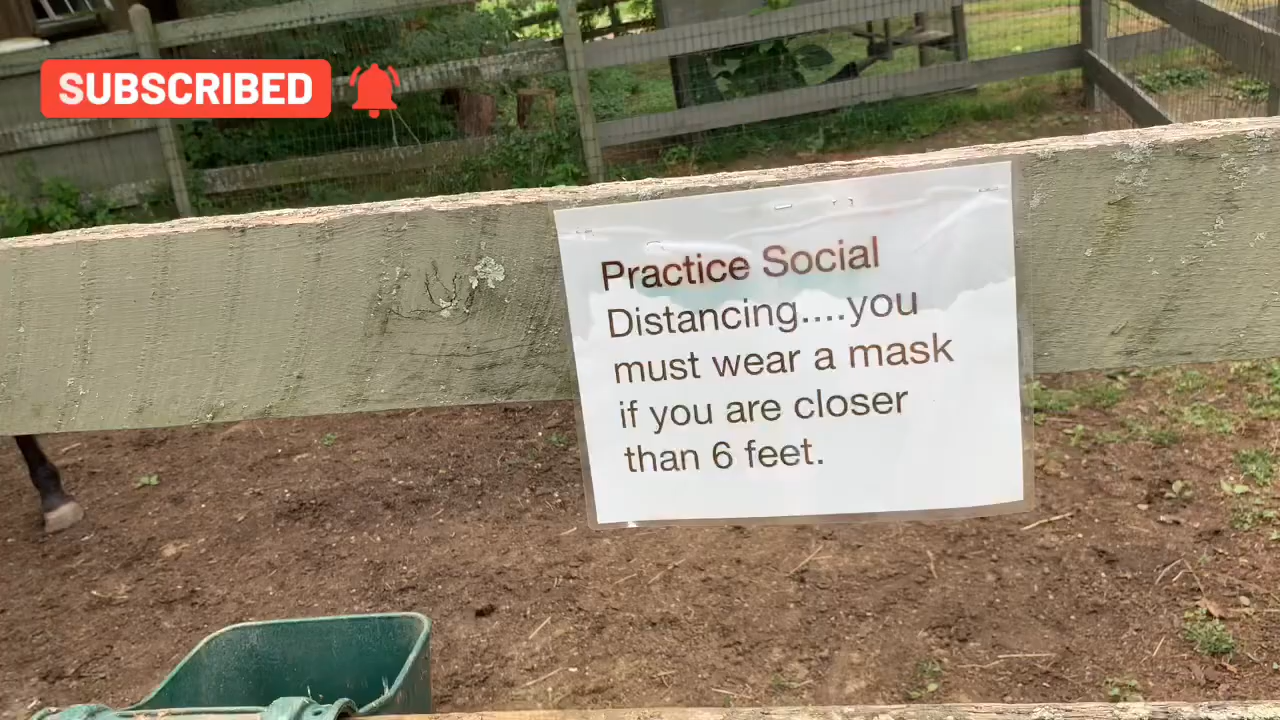 SUBSCRIBED
Practice Social
Distancing....you
must wear a mask
if you are closer
than 6 feet.